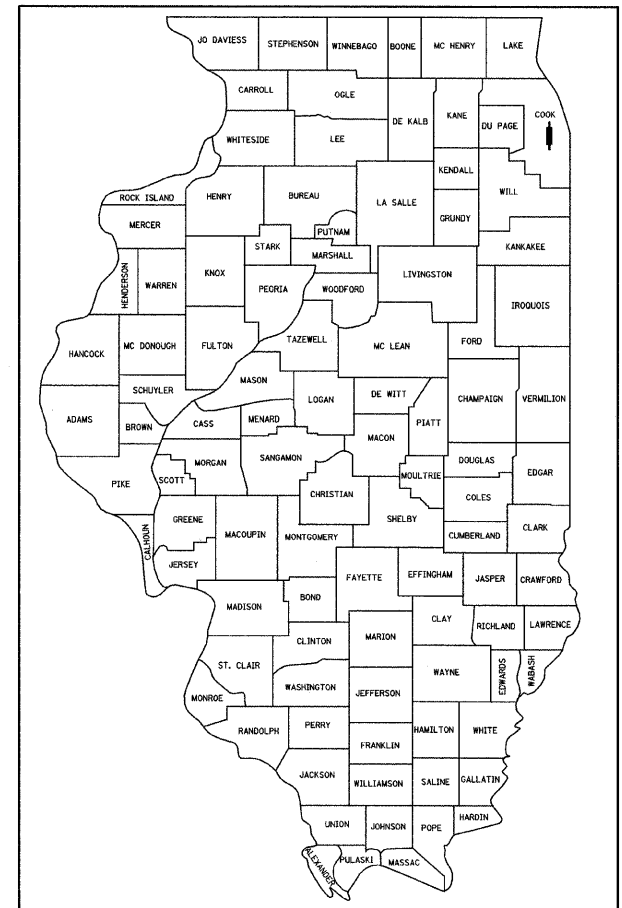 JO DAVIESS
STEPHENSON
WINNEBAGO
BOONE
MC HENRY
LAKE
CARROLL
OGLE
DE KALB
KANE
COOK
DU PAGE
WHITESIDE
LEE
KENDALL
WILL
ROCK ISLAND
HENRY
BUREAU
LA SALLE
GRUNDY
MERCER
PUTNAM
STARK
MARSHALL
KANKAKEE
HENDERSON
WARREN
KNOX
PEORIA
WOODFORD
LIVINGSTON
IROQUOIS
HANCOCK
MC DONOUGH
FULTON
TAZEWELL
MC LEAN
FORD
MASON
SCHUYLER
LOGAN
DE WITT
CHAMPAIGN
VERMILION
ADAMS
BROWN
CASS
MENARD
MACON
PIATT
PIKE
SCOTT
MORGAN
SANGAMON
CHRISTIAN
MOULTRIE
DOUGLAS
EDGAR
COLES
CALHOUN
GREENE
MACOUPIN
MONTGOMERY
SHELBY
CUMBERLAND
CLARK
JERSEY
FAYETTE
EFFINGHAM
JASPER
CRAWFORD
MADISON
BOND
CLAY
RICHLAND
LAWRENCE
CLINTON
MARION
ST. CLAIR
WAYNE
EDWARDS
WABASH
WASHINGTON
JEFFERSON
MONROE
RANDOLPH
PERRY
HAMILTON
WHITE
FRANKLIN
JACKSON
WILLIAMSON
SALINE
GALLATIN
UNION
JOHNSON
POPE
HARDIN
ALEXANDER
PULASKI
MASSAC